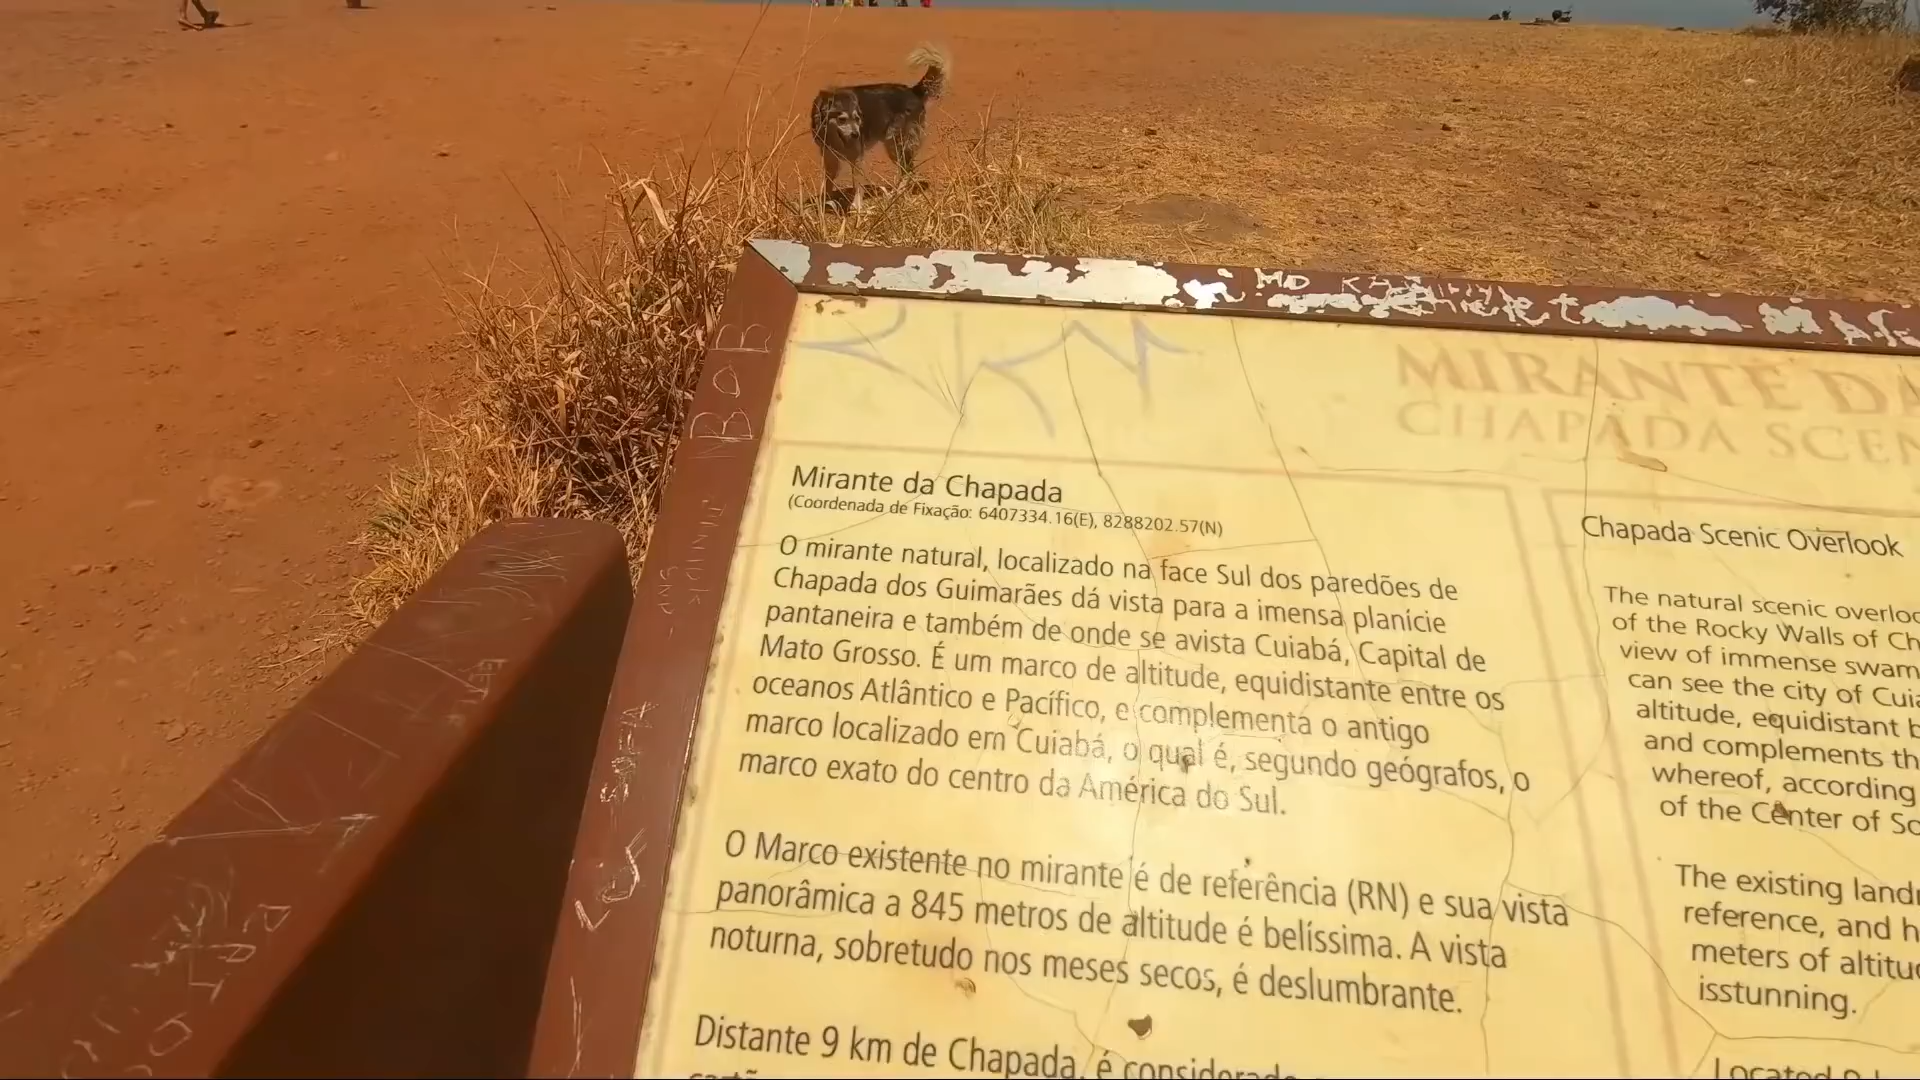 MIRANTE DA
CHAPADA SCEN
Mirante da Chapada
(Coordenada de Fixação: 6407334.16(E), 8288202.57(N)
O mirante natural, localizado na face Sul dos paredões de
Chapada dos Guimarães dá vista para a imensa planície
pantaneira e também de onde se avista Cuiabá, Capital de
Mato Grosso. É um marco de altitude, equidistante entre os
oceanos Atlântico e Pacífico, e complementa o antigo
marco localizado em Cuiabá, o qual é, segundo geógrafos, o
marco exato do centro da América do Sul.
O Marco existente no mirante é de referência (RN) e sua vista
panorâmica a 845 metros de altitude é belíssima. A vista
noturna, sobretudo nos meses secos, é deslumbrante.
Distante 9 km de Chapada, é considerado
Chapada Scenic Overlook
The natural scenic overloo
of the Rocky Walls of Ch
view of immense swam
can see the city of Cuia
altitude, equidistant b
and complements th
whereof, according
of the Center of So
The existing landr
reference, and h
meters of altitud
isstunning.
Located 9
BOB